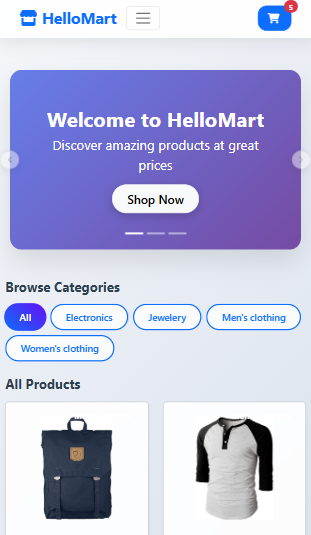 HelloMart
5
Welcome to HelloMart
Discover amazing products at great
prices
Shop Now
Browse Categories
All
Electronics
Jewelery
Men's clothing
Women's clothing
All Products